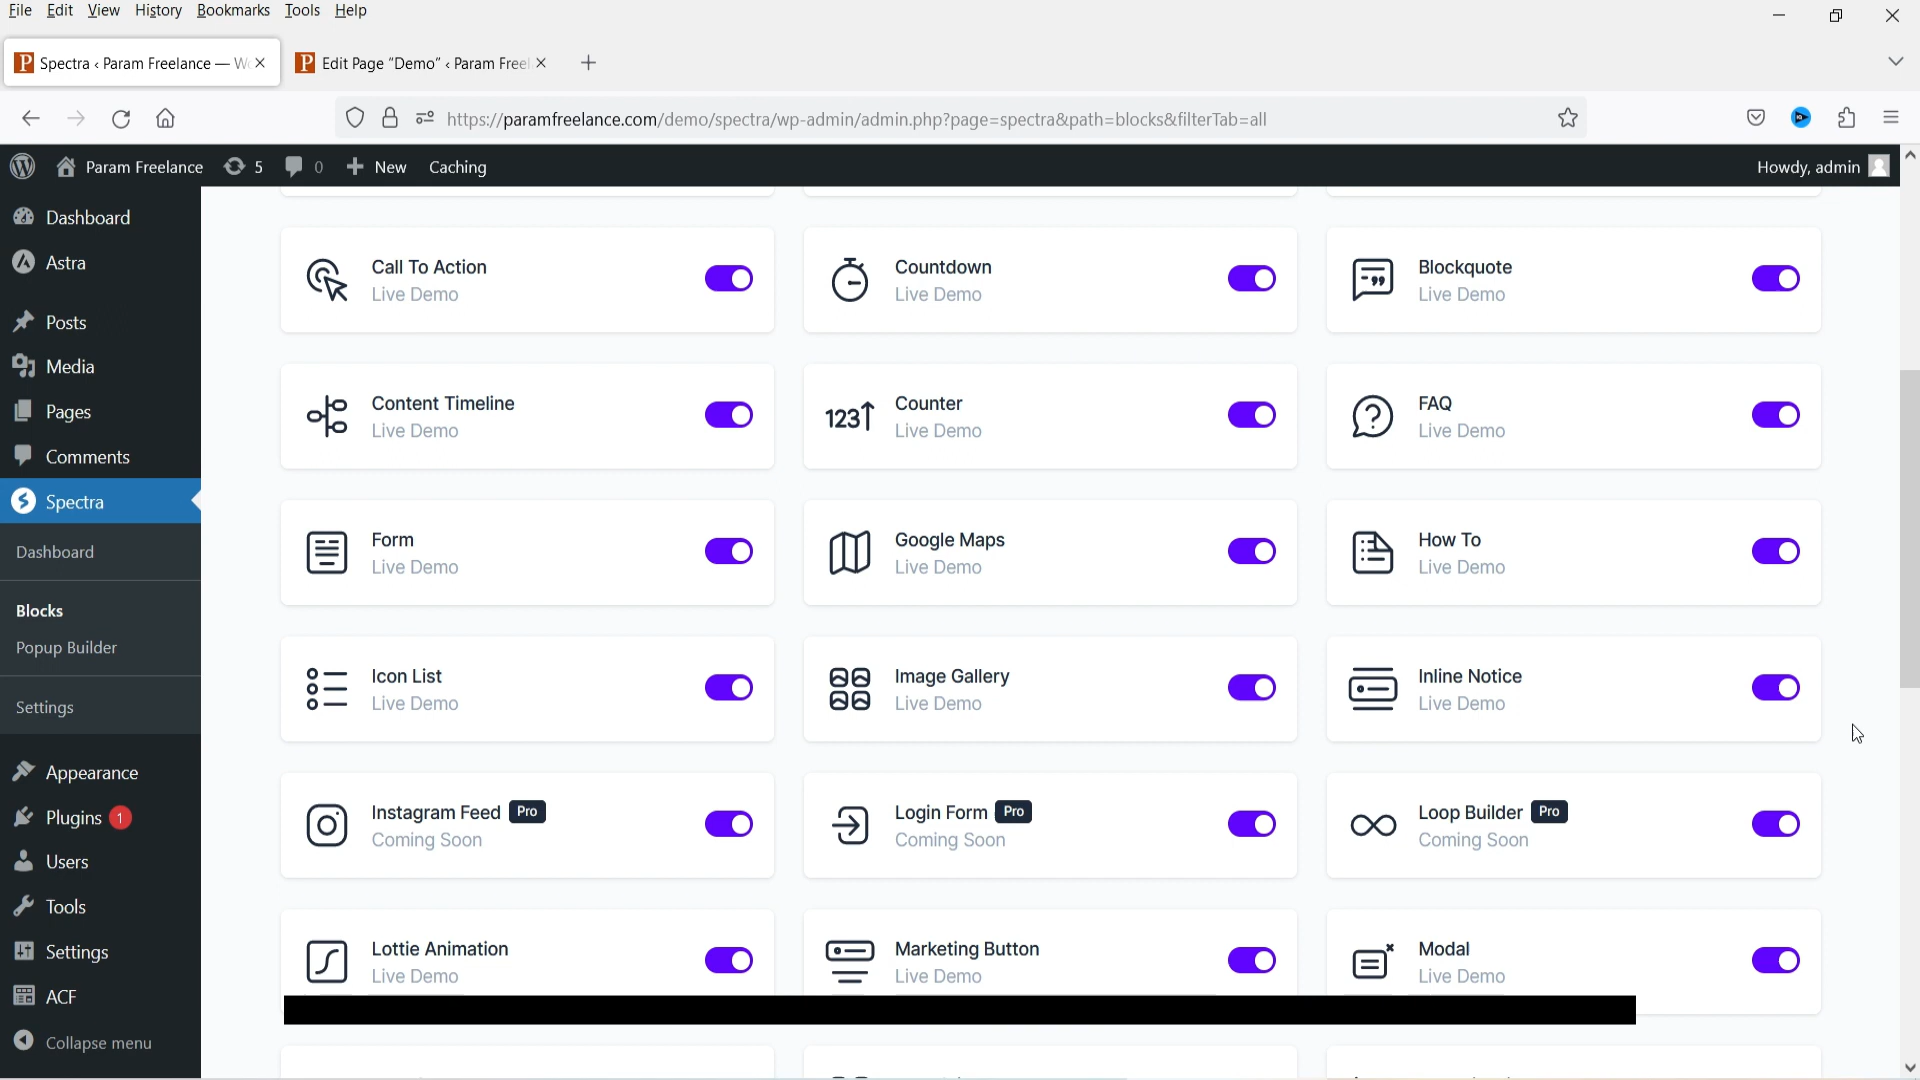 File Edit View History Bookmarks Tools Help
Spectra ‹ Param Freelance — Wo
Edit Page "Demo" ‹ Param Freel
https://paramfreelance.com/demo/spectra/wp-admin/admin.php?page=spectra&path=blocks&filterTab=all
Param Freelance 5 0 New Caching Howdy, admin
Dashboard
Astra
Posts
Media
Pages
Comments
Spectra
Dashboard
Blocks
Popup Builder
Settings
Appearance
Plugins 1
Users
Tools
Settings
ACF
Collapse menu
Call To Action
Live Demo
Countdown
Live Demo
Blockquote
Live Demo
Content Timeline
Live Demo
123
Counter
Live Demo
FAQ
Live Demo
Form
Live Demo
Google Maps
Live Demo
How To
Live Demo
Icon List
Live Demo
Image Gallery
Live Demo
Inline Notice
Live Demo
Instagram Feed Pro
Coming Soon
Login Form Pro
Coming Soon
Loop Builder Pro
Coming Soon
Lottie Animation
Live Demo
Marketing Button
Live Demo
Modal
Live Demo